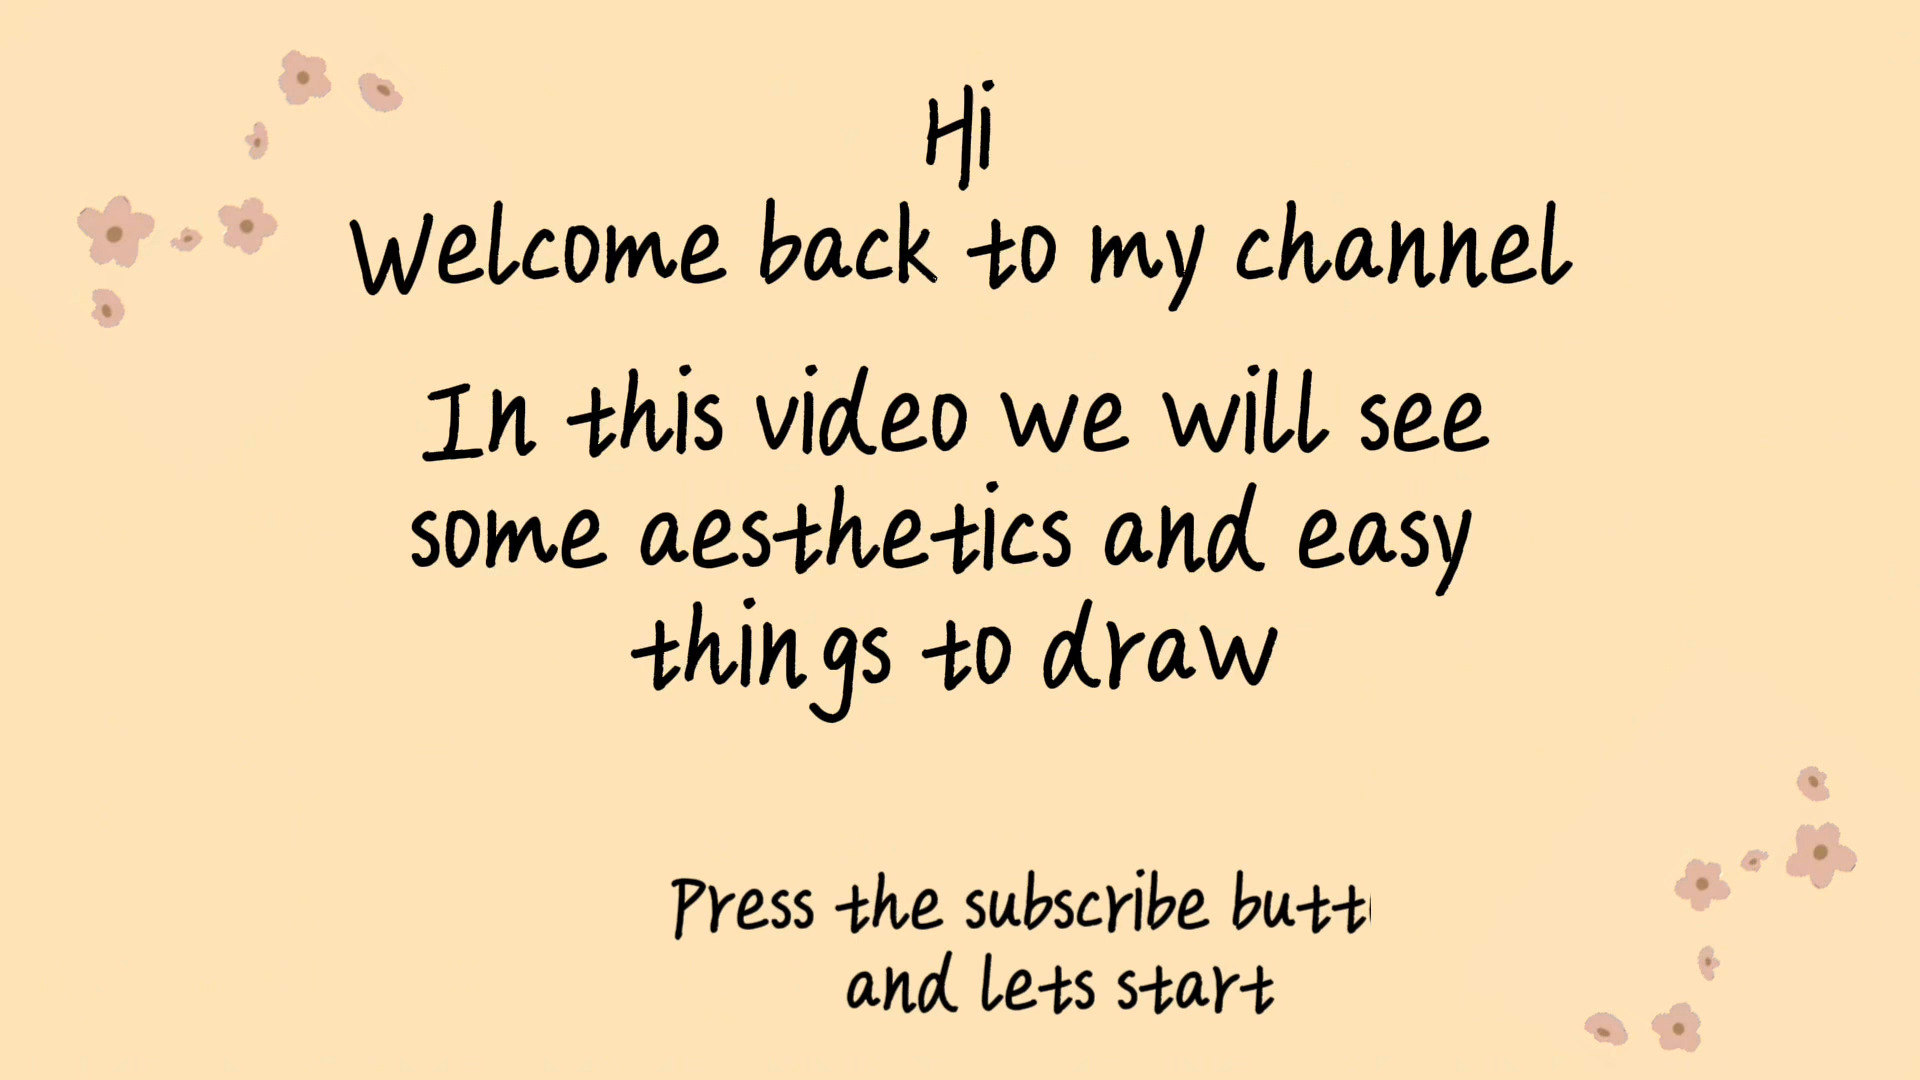 Hi
Welcome back to my channel
In this video we will see
some aesthetics and easy
things to draw
Press the subscribe butt
and lets start